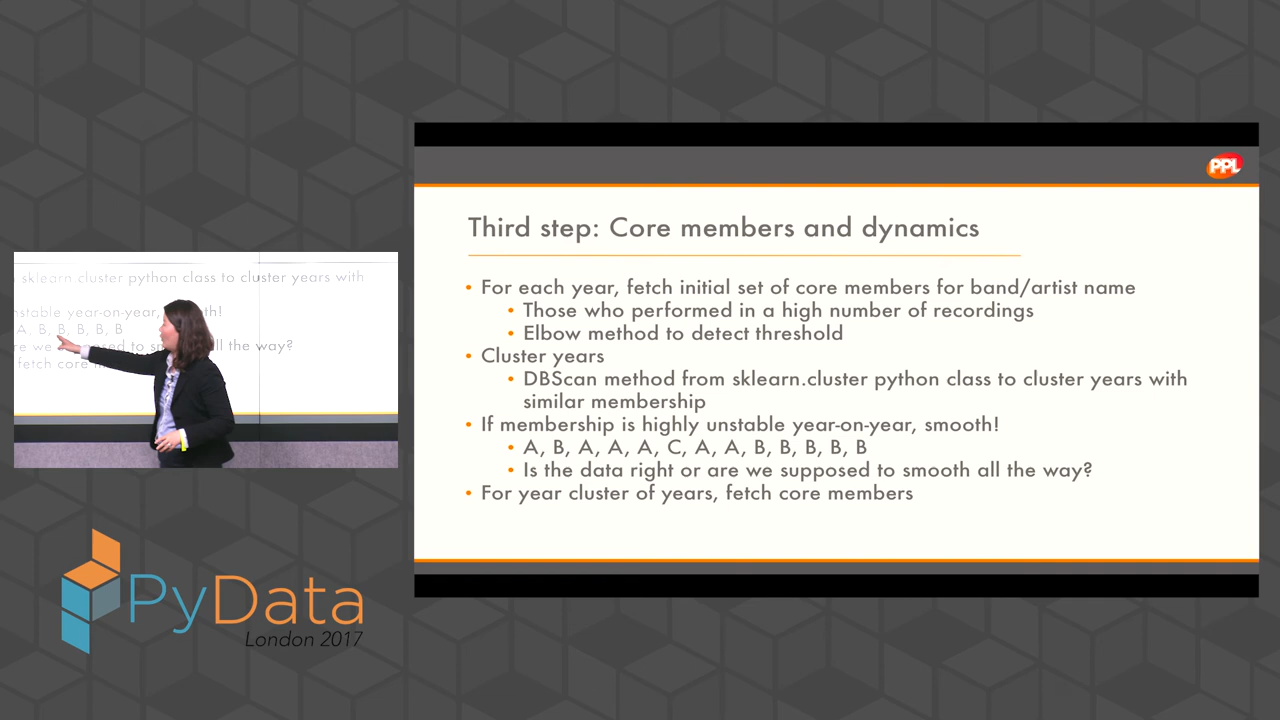 PPL
Third step: Core members and dynamics
• For each year, fetch initial set of core members for band/artist name
• Those who performed in a high number of recordings
• Elbow method to detect threshold
• Cluster years
• DBScan method from sklearn.cluster python class to cluster years with
similar membership
• If membership is highly unstable year-on-year, smooth!
• A, B, A, A, A, C, A, A, B, B, B, B, B
• Is the data right or are we supposed to smooth all the way?
• For year cluster of years, fetch core members
sklearn cluster python class to cluster years with
nstable year-on-year,
A, B, B, B, B, B
all the way?
fetch core
PyData
London 2017